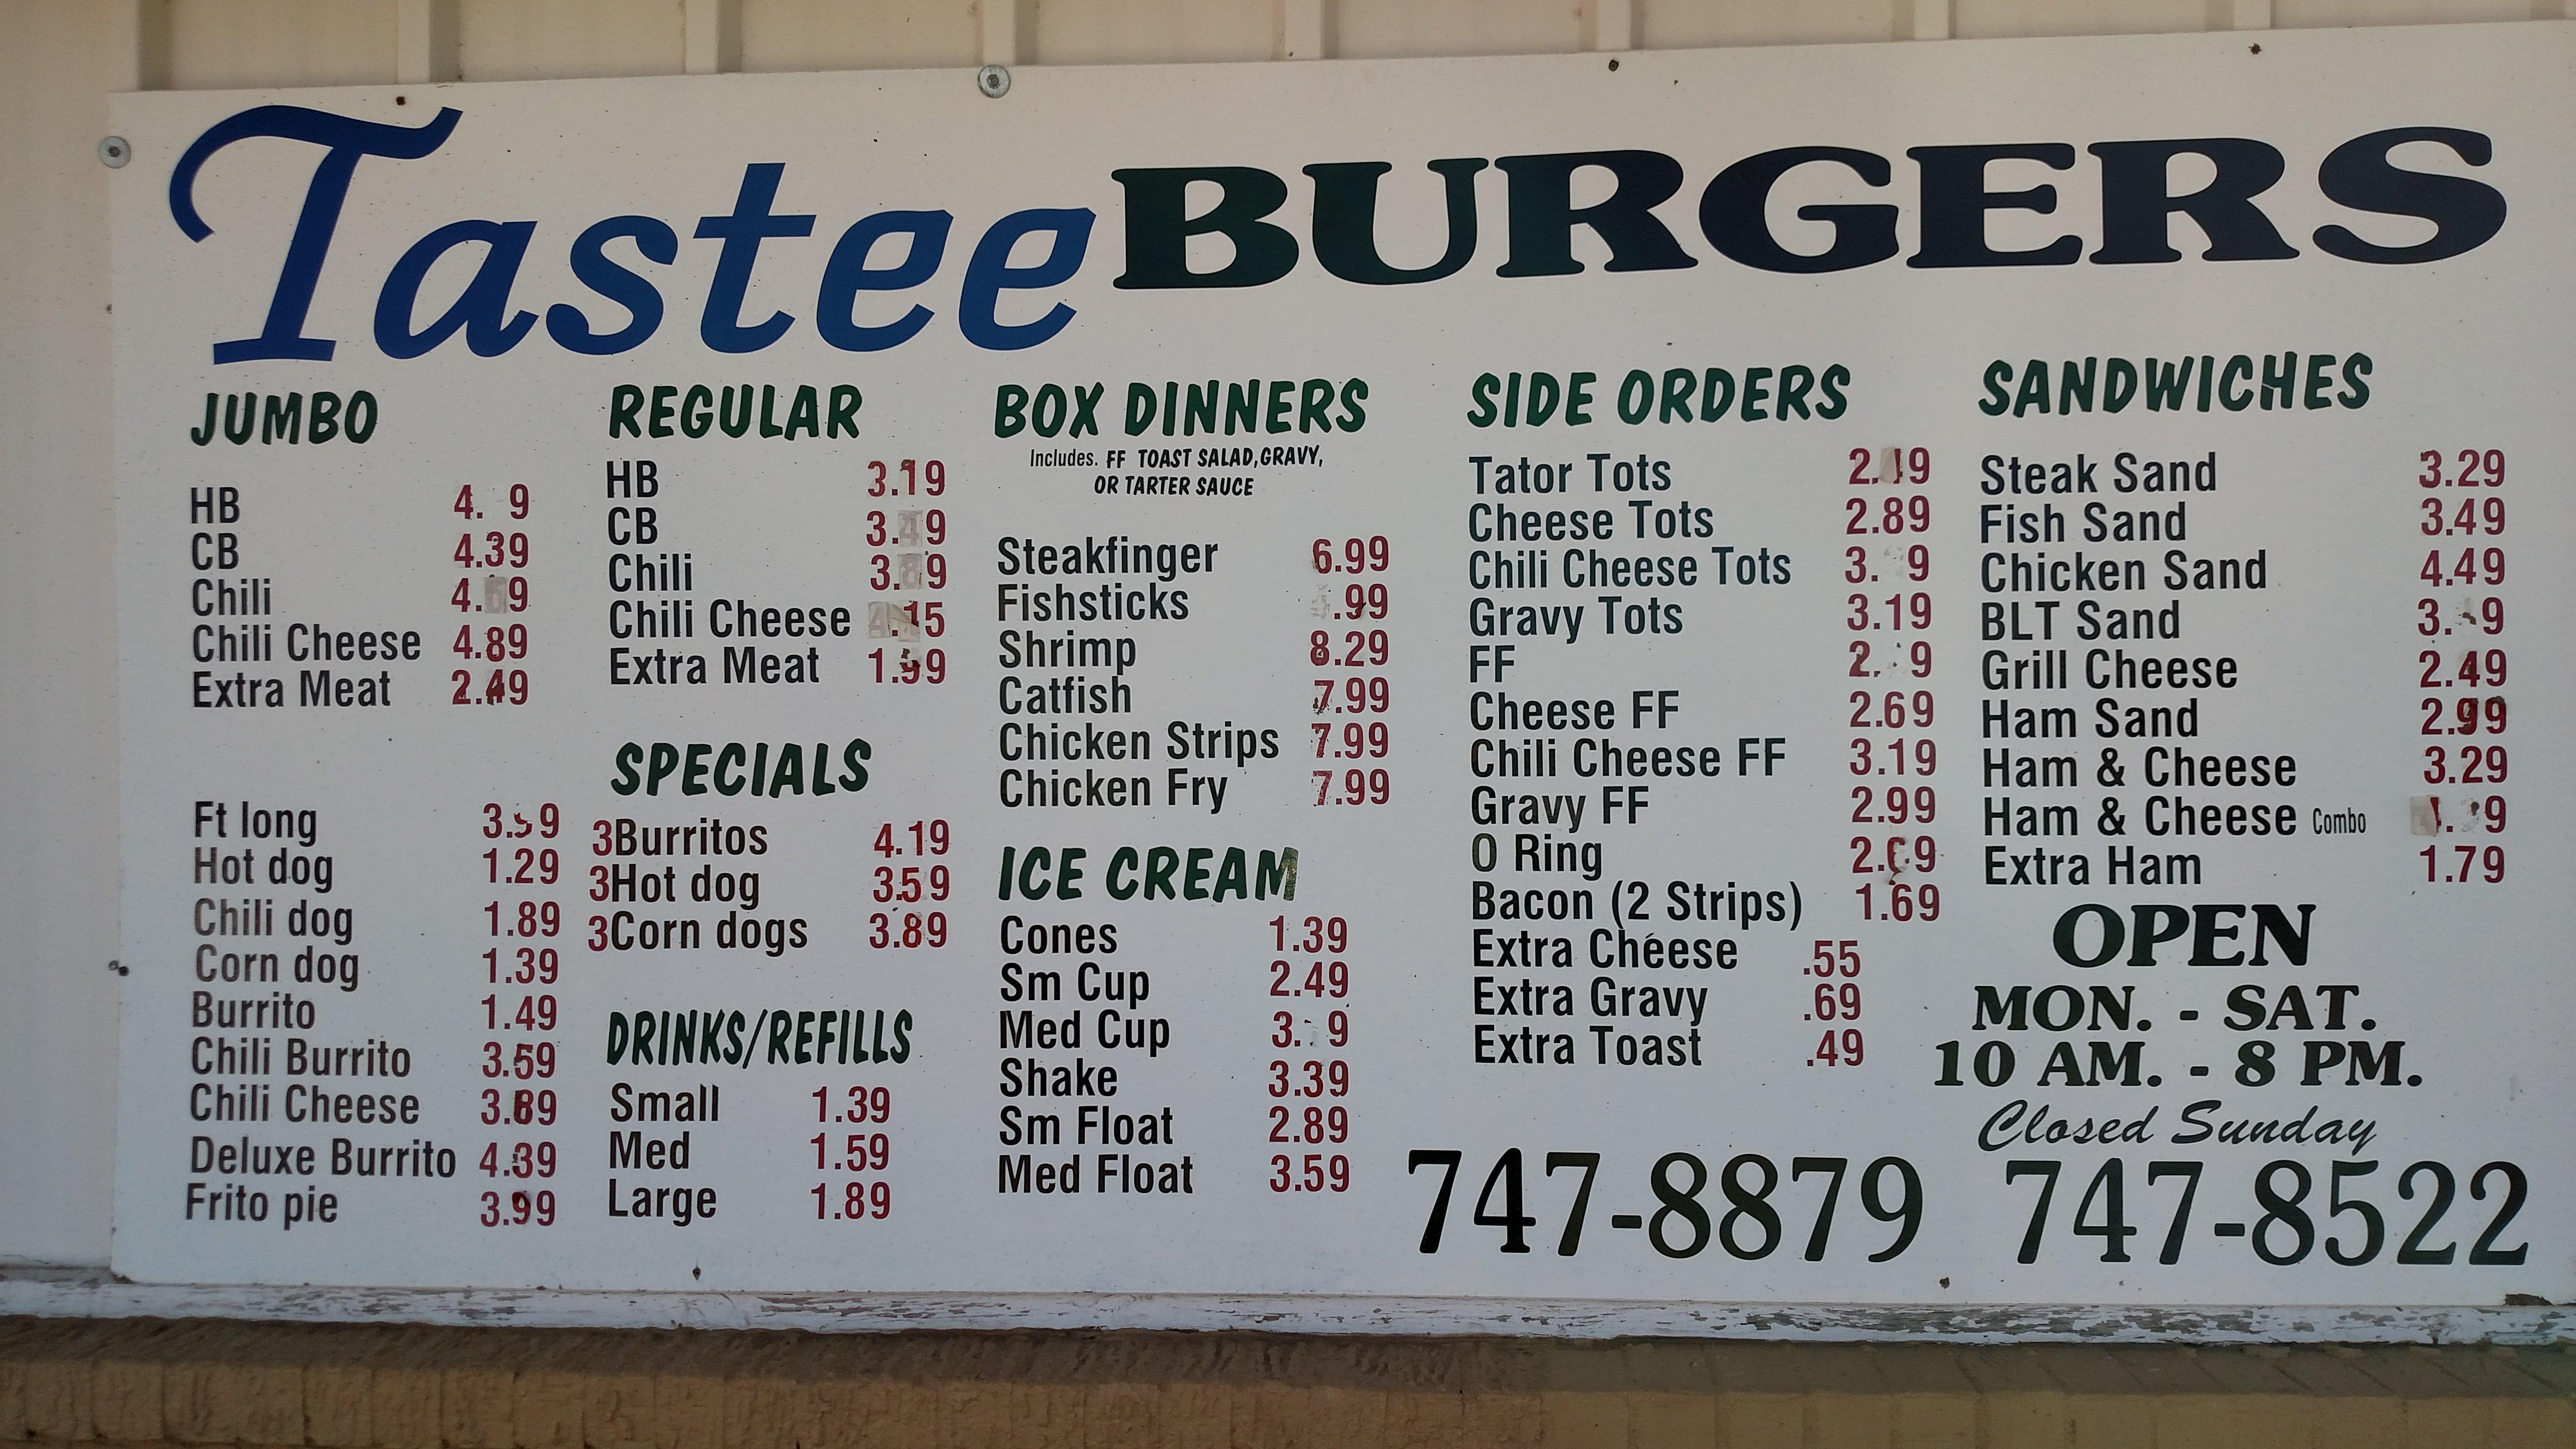 Tastee BURGERS
JUMBO
HB
CB 4.39
Chili
Chili Cheese 4.89
Extra Meat 2.49
Ft long
Hot dog 1.29
Chili dog 1.89
Corn dog 1.39
Burrito 1.49
Chili Burrito 3.59
Chili Cheese
Deluxe Burrito 4.39
Frito pie 3.99
REGULAR
HB 3.19
CB 3.49
Chili 3.89
Chili Cheese
Extra Meat
SPECIALS
3Burritos 4.19
3Hot dog 3.59
3Corn dogs 3.89
DRINKS/REFILLS
Small 1.39
Med 1.59
Large 1.89
BOX DINNERS
Includes. FF TOAST SALAD,GRAVY,
OR TARTER SAUCE
Steakfinger 6.99
Fishsticks
Shrimp 8.29
Catfish 7.99
Chicken Strips 7.99
Chicken Fry 7.99
ICE CREAM
Cones 1.39
Sm Cup 2.49
Med Cup
Shake 3.39
Sm Float 2.89
Med Float 3.59
SIDE ORDERS
Tator Tots
Cheese Tots 2.89
Chili Cheese Tots
Gravy Tots 3.19
FF
Cheese FF 2.69
Chili Cheese FF 3.19
Gravy FF 2.99
O Ring
Bacon (2 Strips) 1.69
Extra Cheese .55
Extra Gravy .69
Extra Toast .49
SANDWICHES
Steak Sand 3.29
Fish Sand 3.49
Chicken Sand 4.49
BLT Sand
Grill Cheese 2.49
Ham Sand 2.99
Ham & Cheese 3.29
Ham & Cheese Combo
Extra Ham 1.79
OPEN
MON. - SAT.
10 AM. - 8 PM.
Closed Sunday
747-8879 747-8522